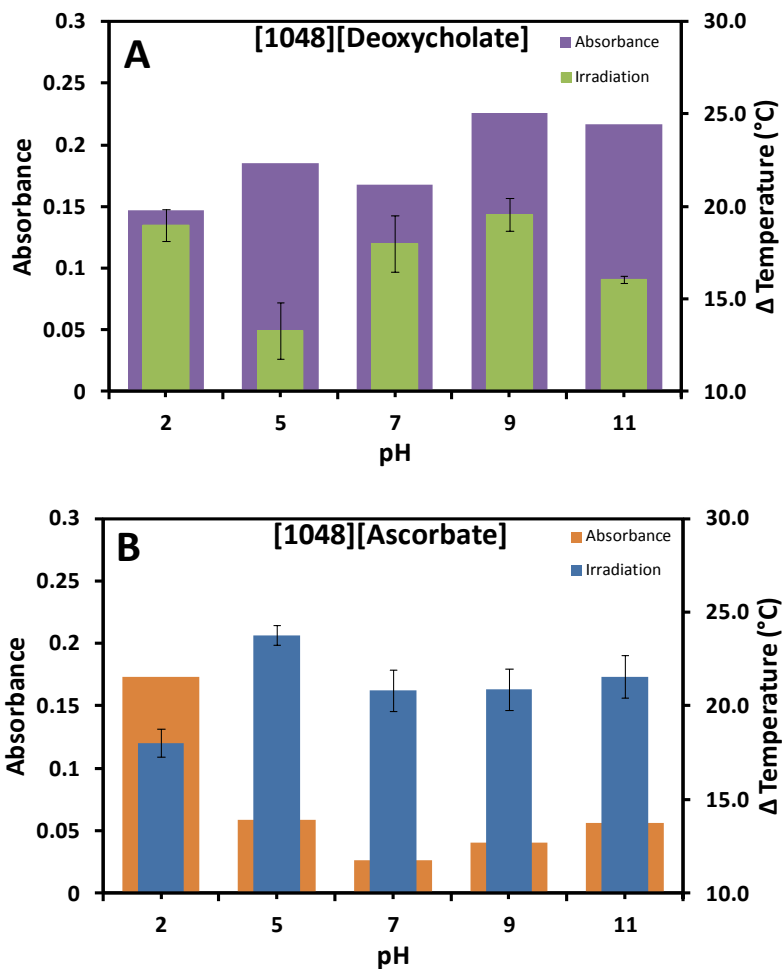 A
[1048][Deoxycholate]
Absorbance
Irradiation
Absorbance
0.3
0.25
0.2
0.15
0.1
0.05
0
30.0
25.0
20.0
15.0
10.0
Δ Temperature (°C)
2 5 7 9 11
pH
B
[1048][Ascorbate]
Absorbance
Irradiation
Absorbance
0.3
0.25
0.2
0.15
0.1
0.05
0
30.0
25.0
20.0
15.0
10.0
Δ Temperature (°C)
2 5 7 9 11
pH